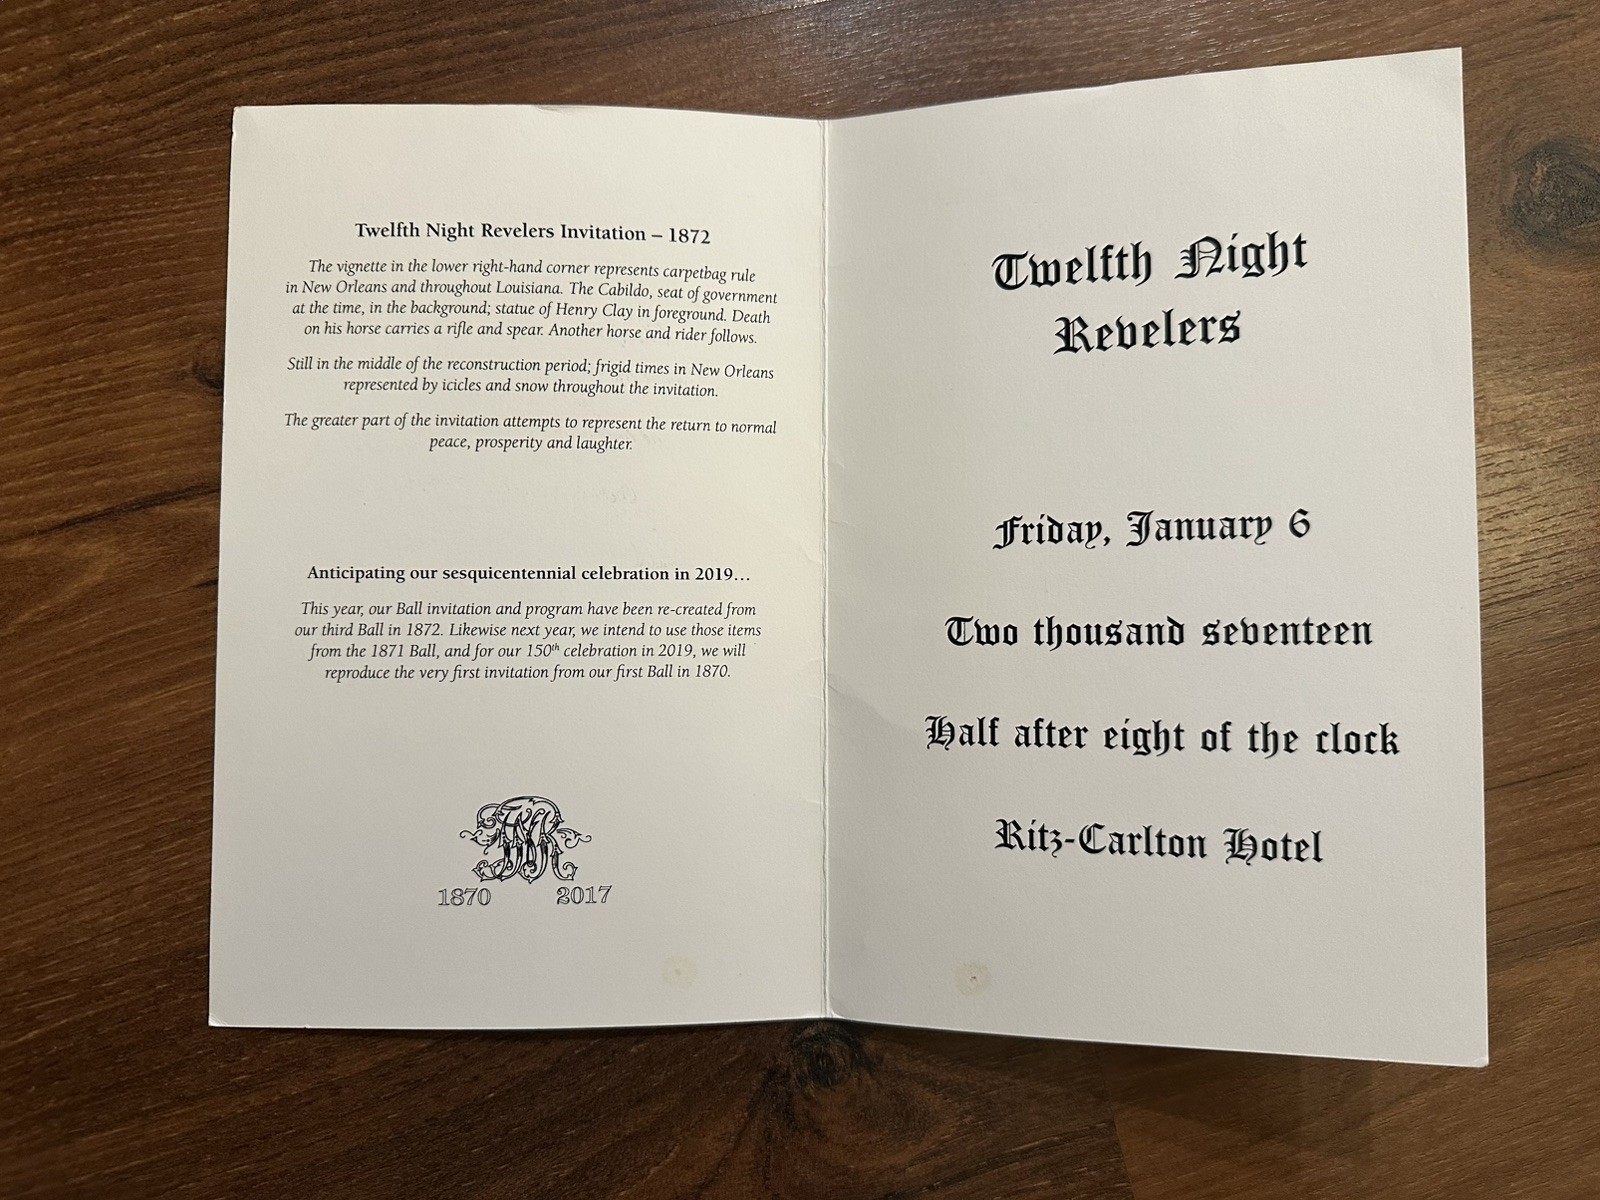 Twelfth Night Revelers Invitation – 1872
The vignette in the lower right-hand corner represents carpetbag rule
in New Orleans and throughout Louisiana. The Cabildo, seat of government
at the time, in the background; statue of Henry Clay in foreground. Death
on his horse carries a rifle and spear. Another horse and rider follows.
Still in the middle of the reconstruction period; frigid times in New Orleans
represented by icicles and snow throughout the invitation.
The greater part of the invitation attempts to represent the return to normal
peace, prosperity and laughter.
Anticipating our sesquicentennial celebration in 2019...
This year, our Ball invitation and program have been re-created from
our third Ball in 1872. Likewise next year, we intend to use those items
from the 1871 Ball, and for our 150th celebration in 2019, we will
reproduce the very first invitation from our first Ball in 1870.
TNR
1870 2017
Twelfth Night
Revelers
Friday, January 6
Two thousand seventeen
Half after eight of the clock
Ritz-Carlton Hotel